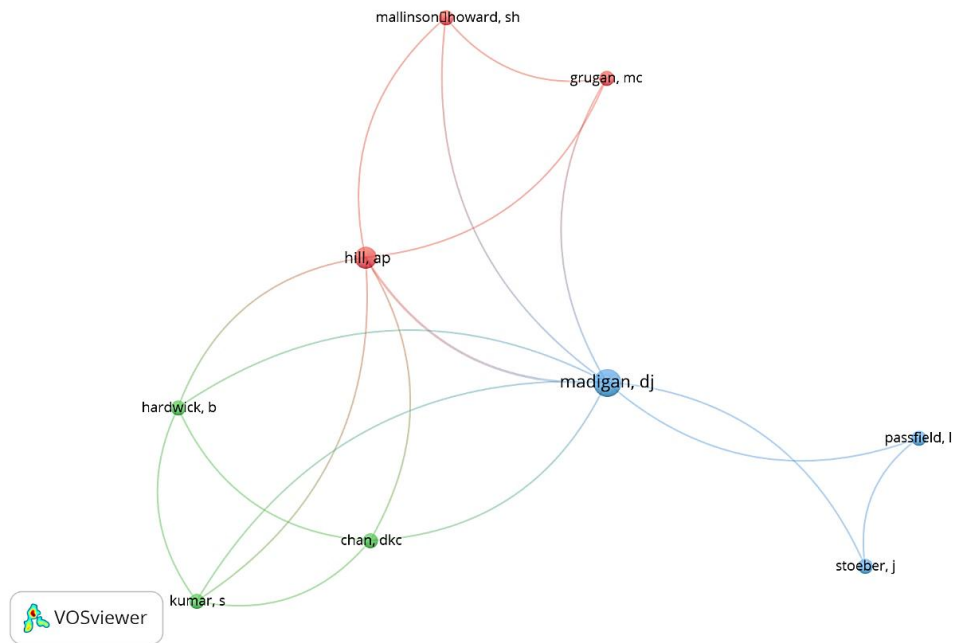 mallinson▯howard, sh
grugan, mc
hill, ap
madigan, dj
hardwick, b
passfield, l
chan, dkc
stoeber, j
kumar, s
VOSviewer